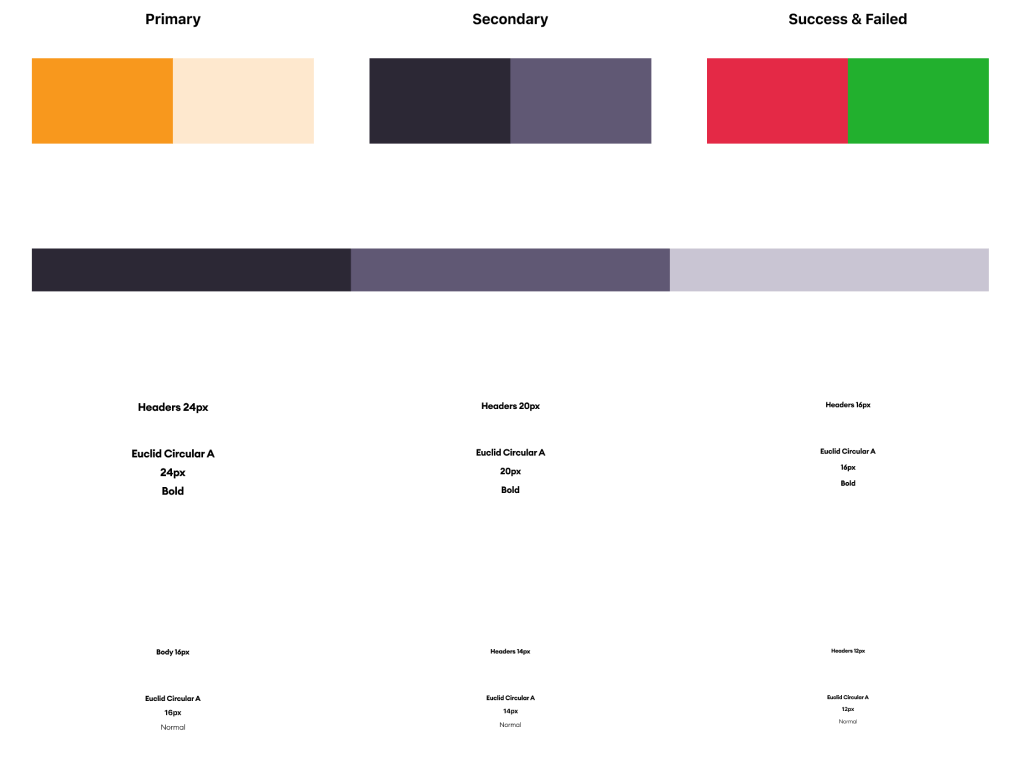 Primary
Secondary
Success & Failed
Headers 24px
Headers 20px
Headers 16px
Euclid Circular A
24px
Bold
Euclid Circular A
20px
Bold
Euclid Circular A
16px
Bold
Body 16px
Headers 14px
Headers 12px
Euclid Circular A
16px
Normal
Euclid Circular A
14px
Normal
Euclid Circular A
12px
Normal